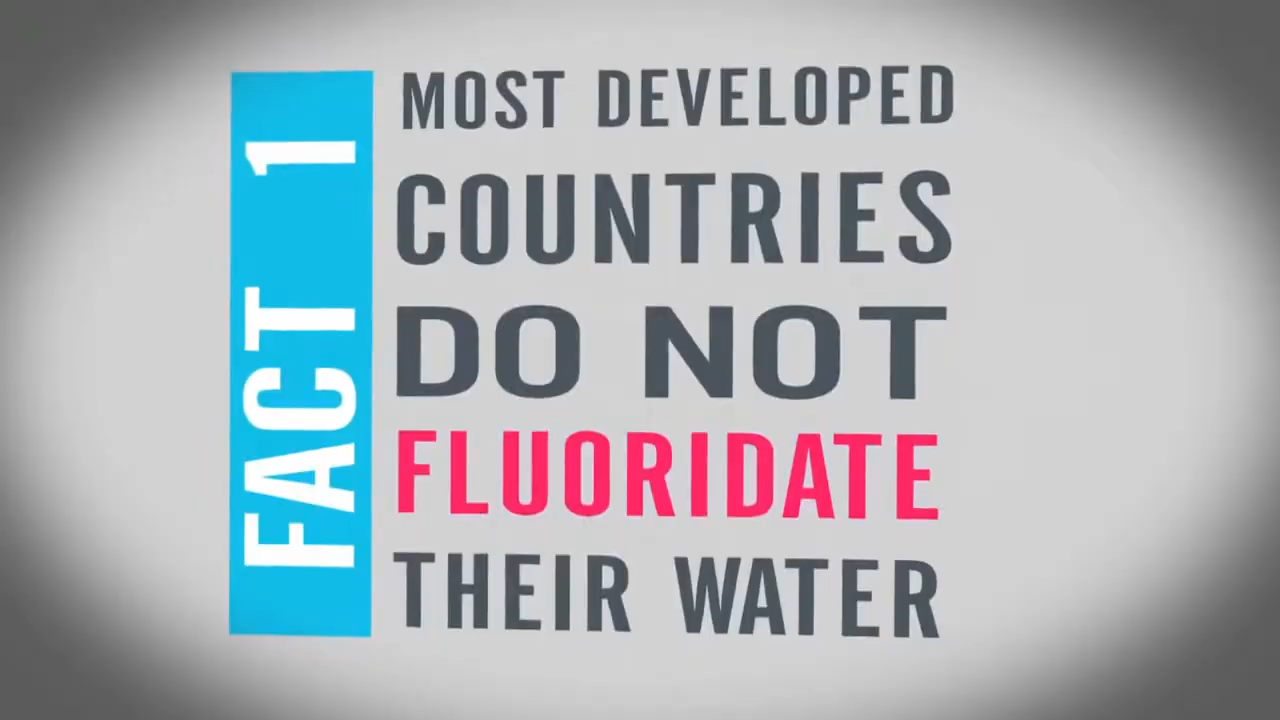 FACT 1
MOST DEVELOPED
COUNTRIES
DO NOT
FLUORIDATE
THEIR WATER